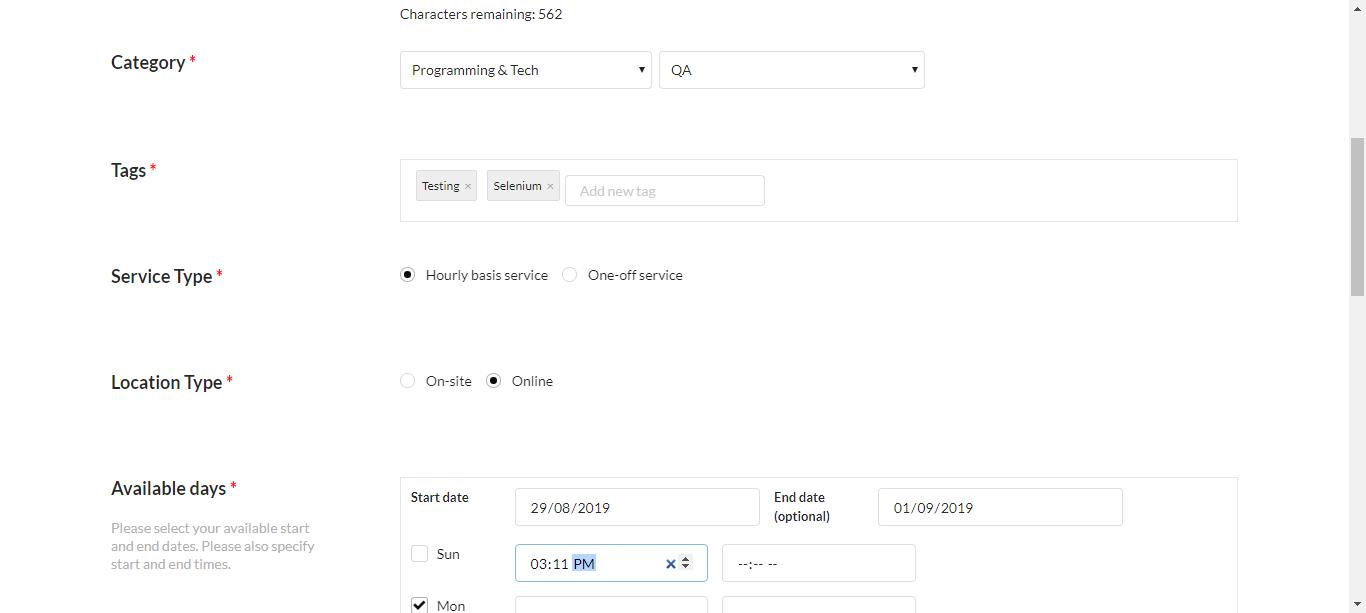 Characters remaining: 562
Category *
Programming & Tech
QA
Tags *
Testing ×
Selenium ×
Add new tag
Service Type *
Hourly basis service
One-off service
Location Type *
On-site
Online
Available days *
Please select your available start
and end dates. Please also specify
start and end times.
Start date
29/08/2019
End date
(optional)
01/09/2019
Sun
03:11 PM
--:-- --
Mon